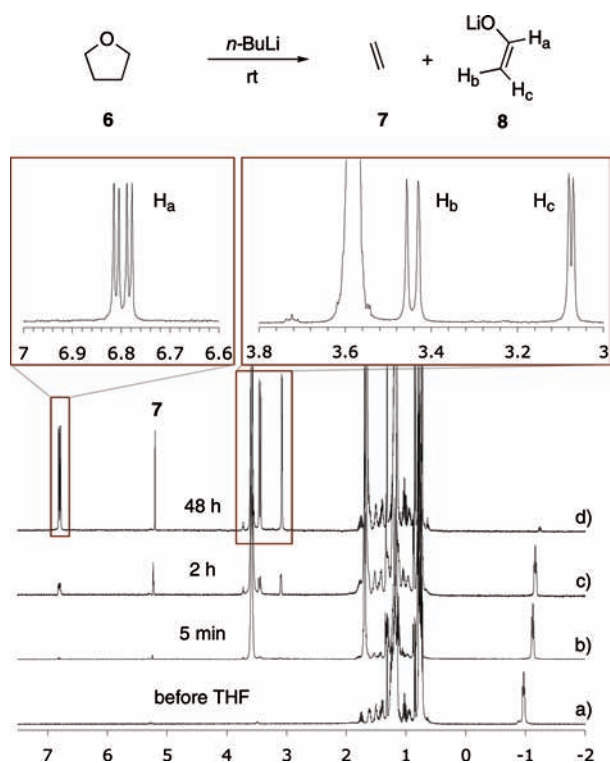 O n-BuLi LiO Ha
rt + Hb Hc
6 7 8
Ha Hb Hc
7 6.9 6.8 6.7 6.6 3.8 3.6 3.4 3.2 3
7
48 h d)
2 h c)
5 min b)
before THF a)
7 6 5 4 3 2 1 0 -1 -2